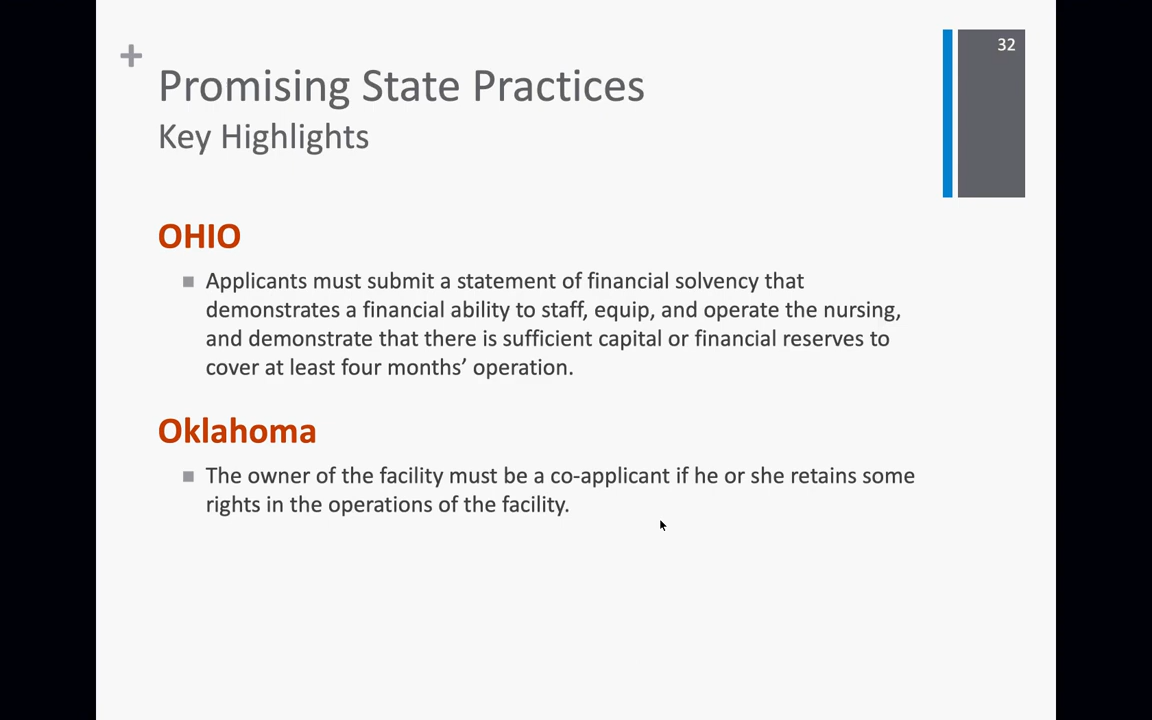 +
32
Promising State Practices
Key Highlights
OHIO
Applicants must submit a statement of financial solvency that
demonstrates a financial ability to staff, equip, and operate the nursing,
and demonstrate that there is sufficient capital or financial reserves to
cover at least four months’ operation.
Oklahoma
The owner of the facility must be a co-applicant if he or she retains some
rights in the operations of the facility.